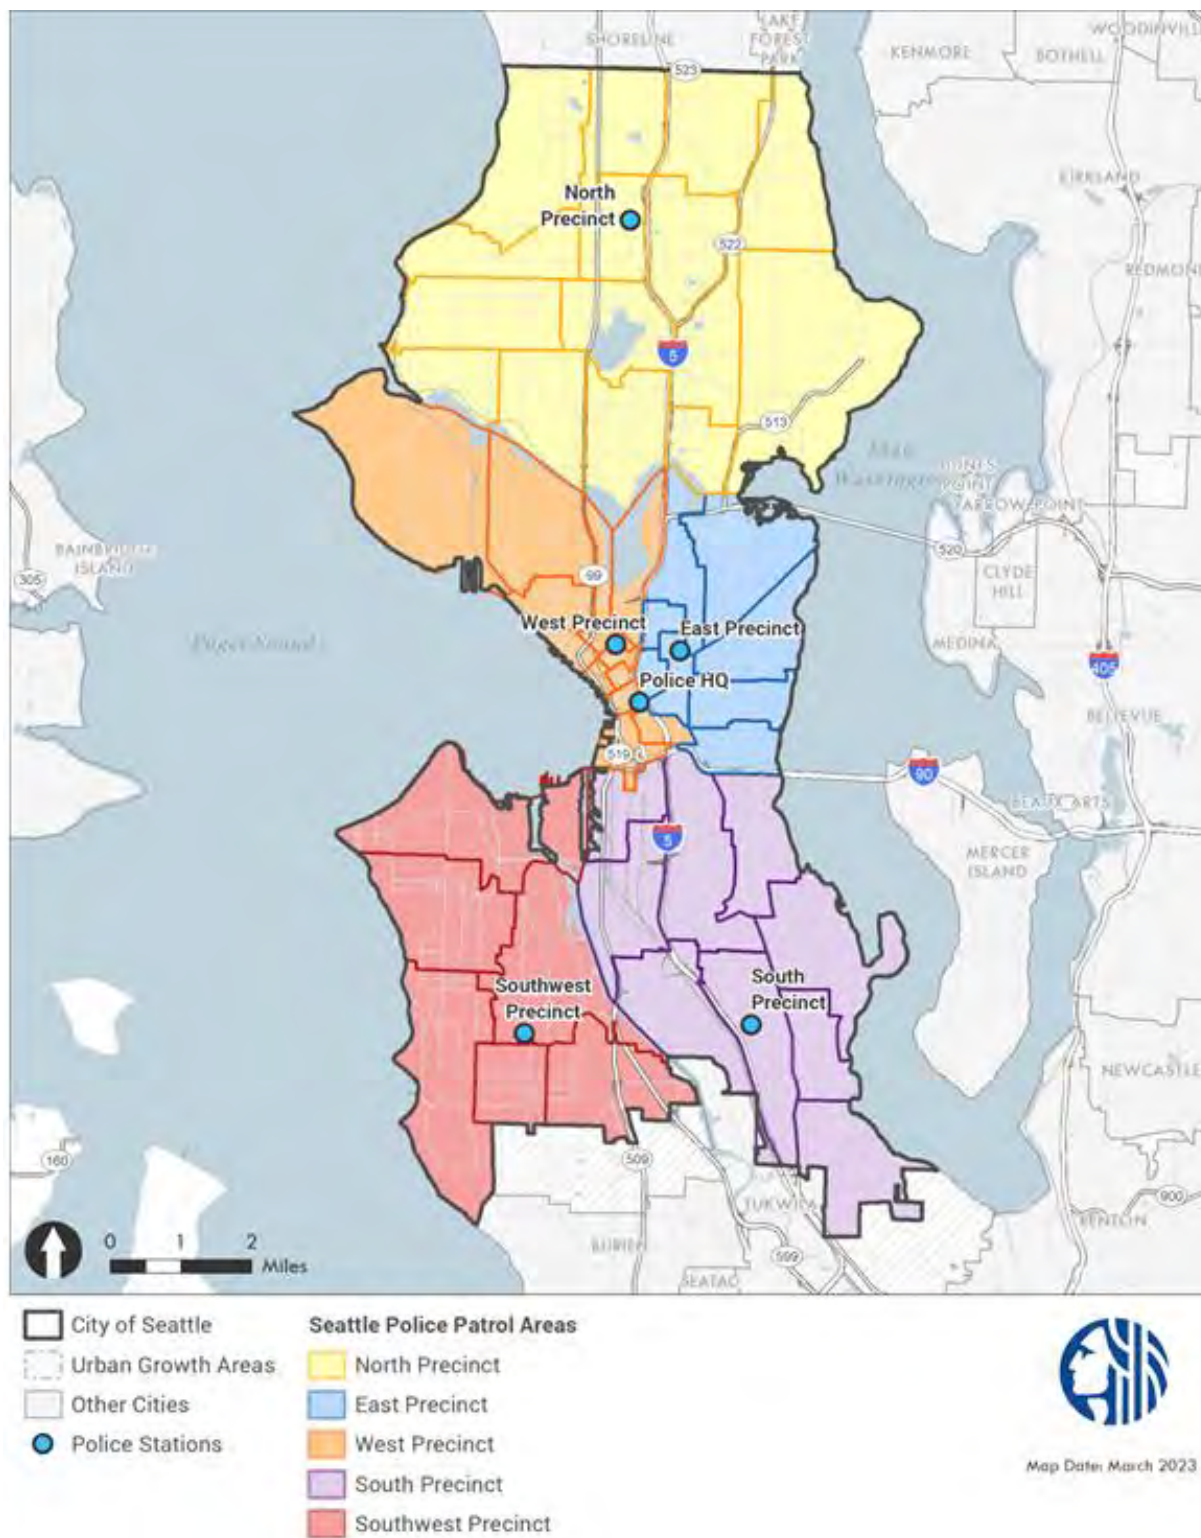 SHORELINE
LAKE
FOREST
PARK
KENMORE
BOTHELL
WOODINVILL
523
KIRKLAND
North
Precinct
522
REDMOND
5
513
Lake
Washington
POINT
ARROW POINT
520
BAINBRIDGE
ISLAND
305
99
CLYDE
HILL
West Precinct
East Precinct
MEDINA
405
Puget Sound
Police HQ
BELLEVUE
519
90
BEAUX ARTS
5
MERCER
ISLAND
Southwest
Precinct
South
Precinct
NEWCASTLE
160
509
TUKWILA
900
RENTON
BURIEN
599
SEATAC
0 1 2
Miles
City of Seattle
Urban Growth Areas
Other Cities
Police Stations
Seattle Police Patrol Areas
North Precinct
East Precinct
West Precinct
South Precinct
Southwest Precinct
Map Date: March 2023